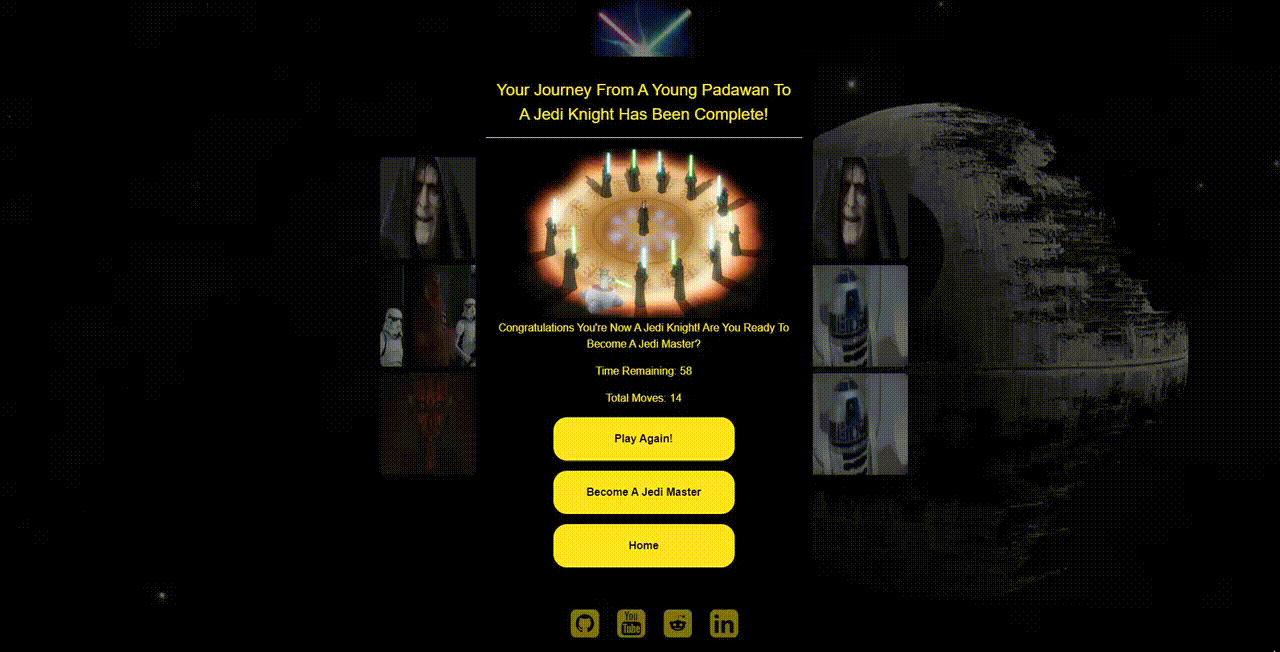 Your Journey From A Young Padawan To
A Jedi Knight Has Been Complete!
Congratulations You're Now A Jedi Knight! Are You Ready To
Become A Jedi Master?
Time Remaining: 58
Total Moves: 14
Play Again!
Become A Jedi Master
Home
You
Tube
in